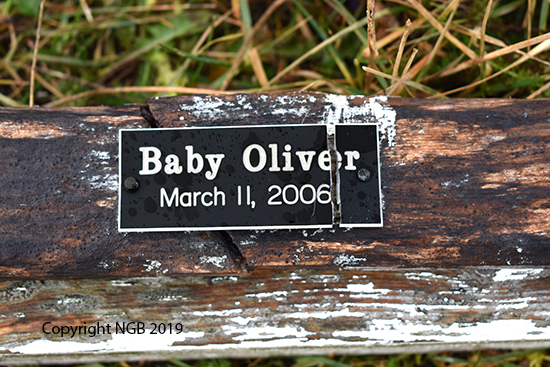 Baby Oliver
March 11, 2006
Copyright NGB 2019